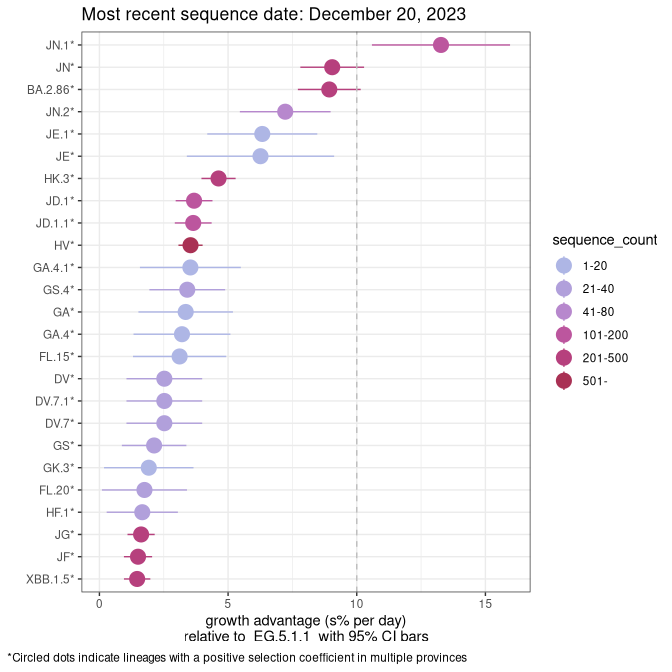 Most recent sequence date: December 20, 2023
JN.1*
JN*
BA.2.86*
JN.2*
JE.1*
JE*
HK.3*
JD.1*
JD.1.1*
HV*
GA.4.1*
GS.4*
GA*
GA.4*
FL.15*
DV*
DV.7.1*
DV.7*
GS*
GK.3*
FL.20*
HF.1*
JG*
JF*
XBB.1.5*
0 5 10 15
growth advantage (s% per day)
relative to EG.5.1.1 with 95% CI bars
sequence_count
1-20
21-40
41-80
101-200
201-500
501-
*Circled dots indicate lineages with a positive selection coefficient in multiple provinces